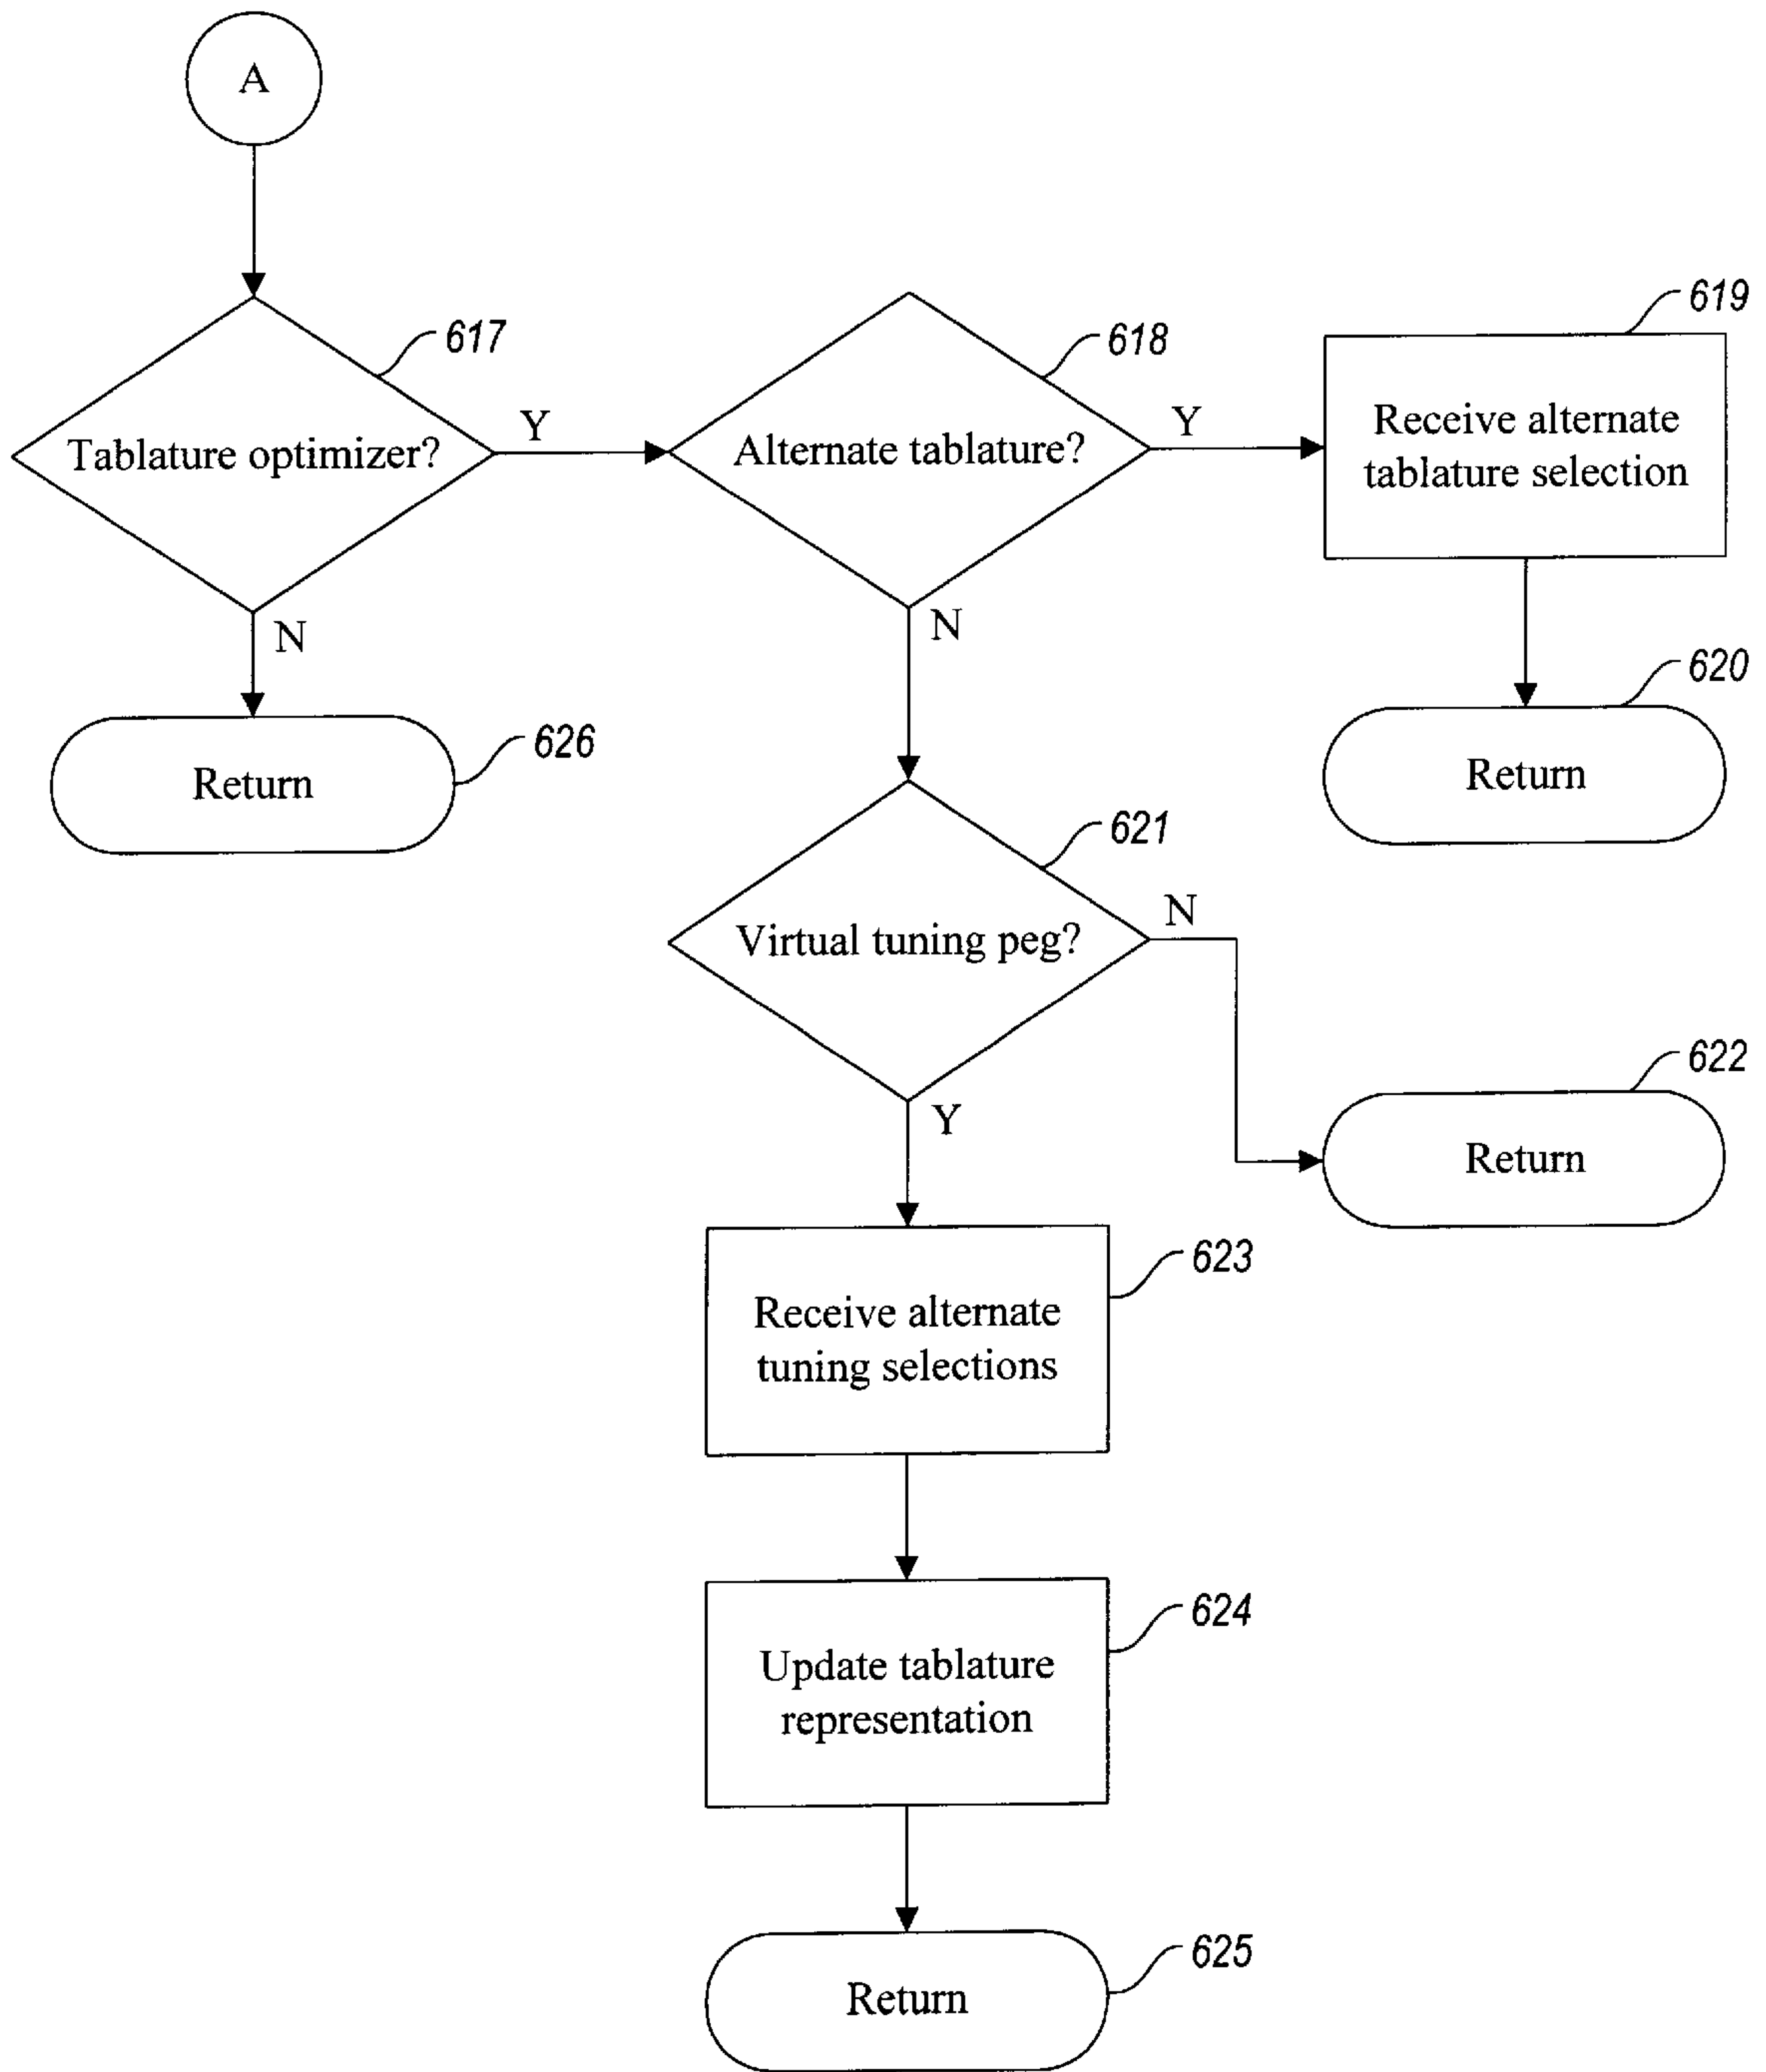 A
617
Tablature optimizer?
Y
N
Return
626
618
Alternate tablature?
Y
N
619
Receive alternate
tablature selection
620
Return
621
Virtual tuning peg?
N
Y
622
Return
623
Receive alternate
tuning selections
624
Update tablature
representation
625
Return